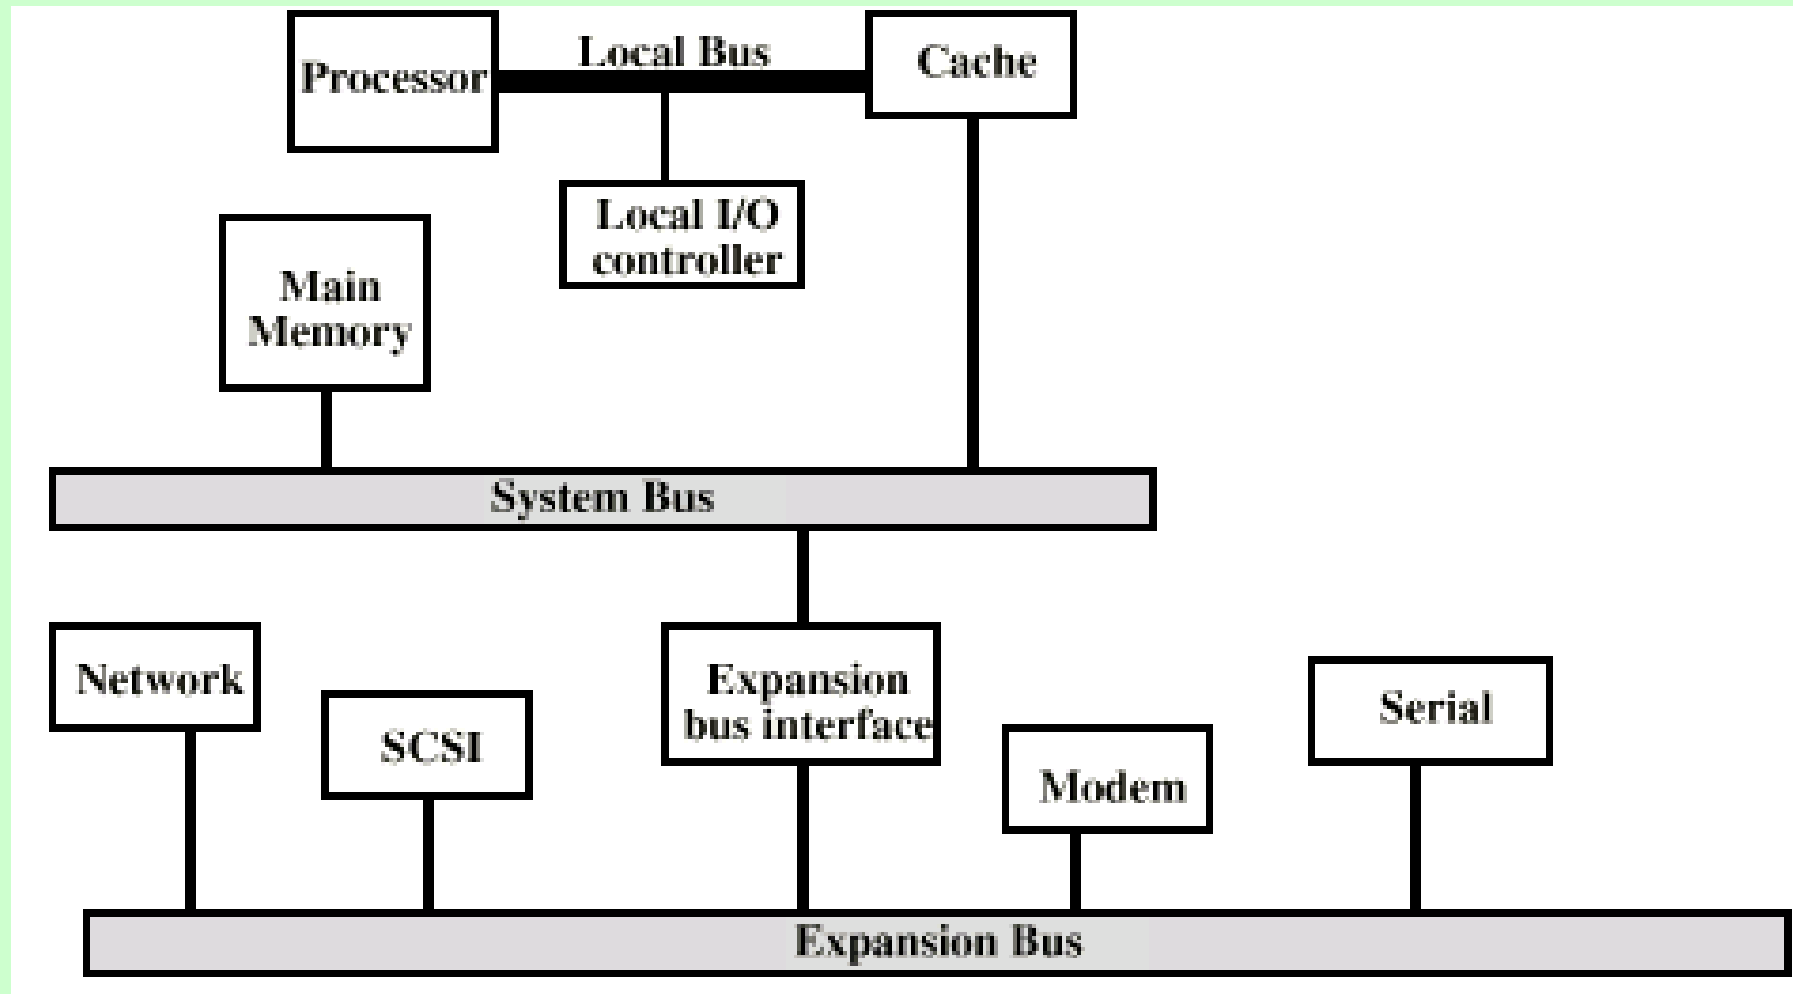 Processor
Local Bus
Cache
Local I/O
controller
Main
Memory
System Bus
Network
SCSI
Expansion
bus interface
Modem
Serial
Expansion Bus